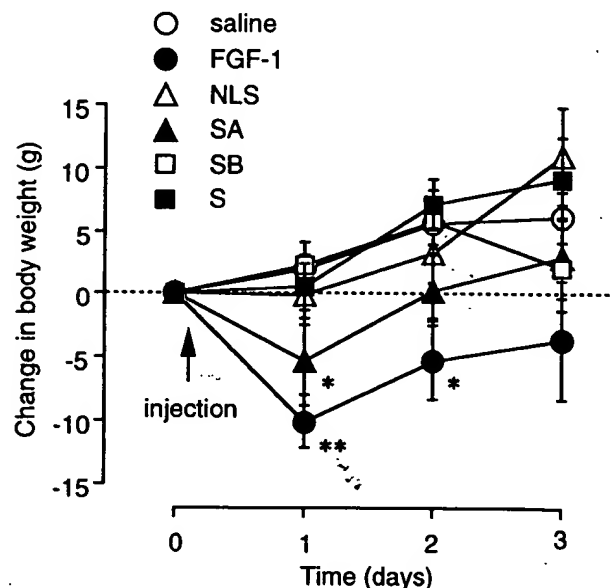 saline
FGF-1
NLS
SA
SB
S
Change in body weight (g)
15
10
5
0
-5
-10
-15
injection
*
**
*
0 1 2 3
Time (days)